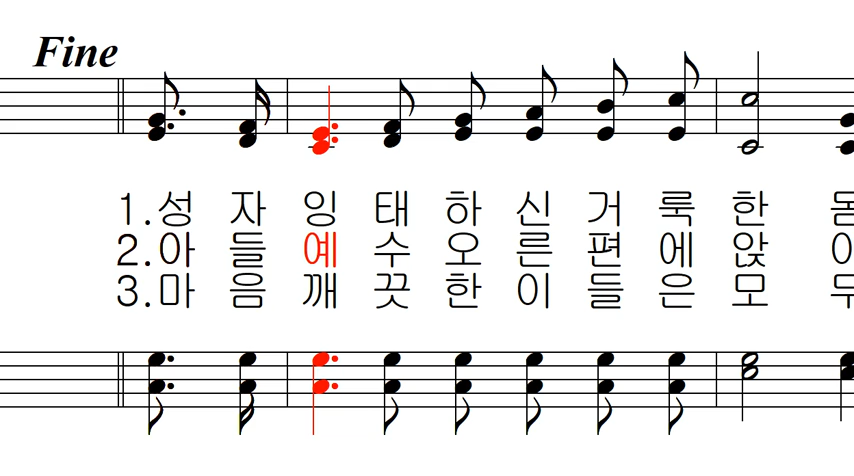 Fine
1.성 자 잉 태 하 신 거 룩 한 몸
2.아 들 예 수 오 른 편 에 앉
3.마 음 깨 끗 한 이 들 은 모